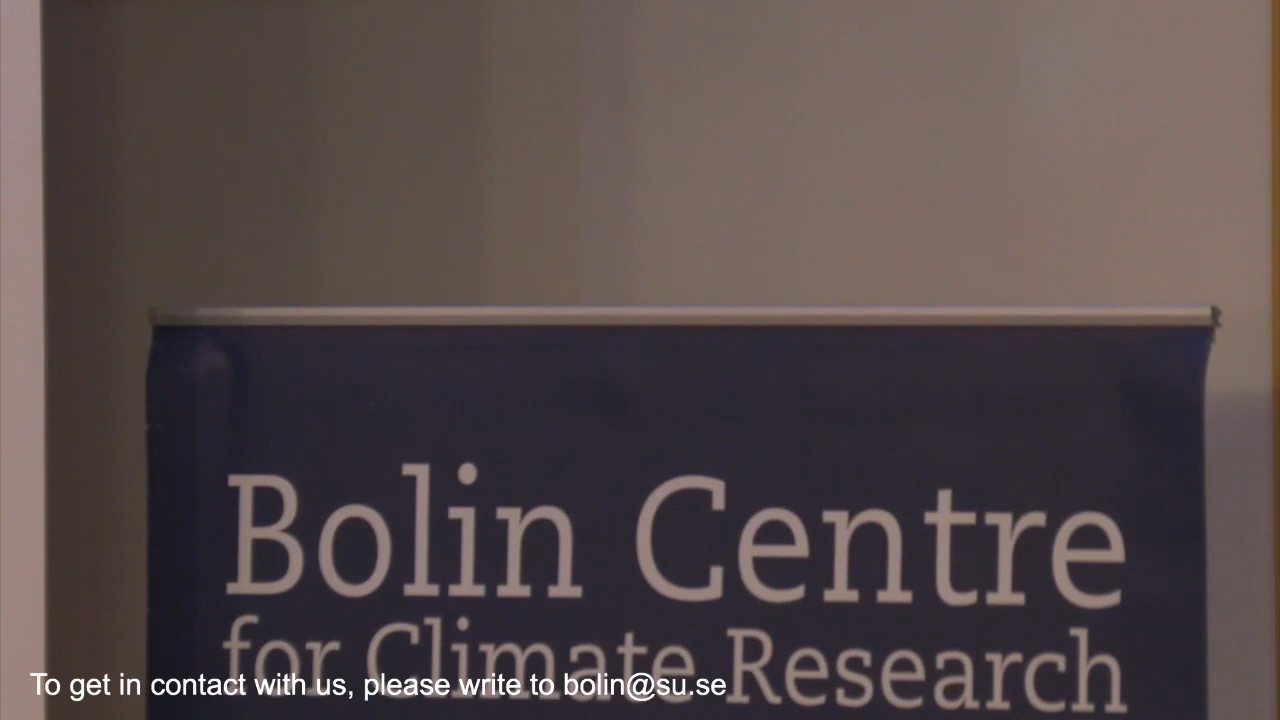 Bolin Centre
for Climate Research
To get in contact with us, please write to bolin@su.se